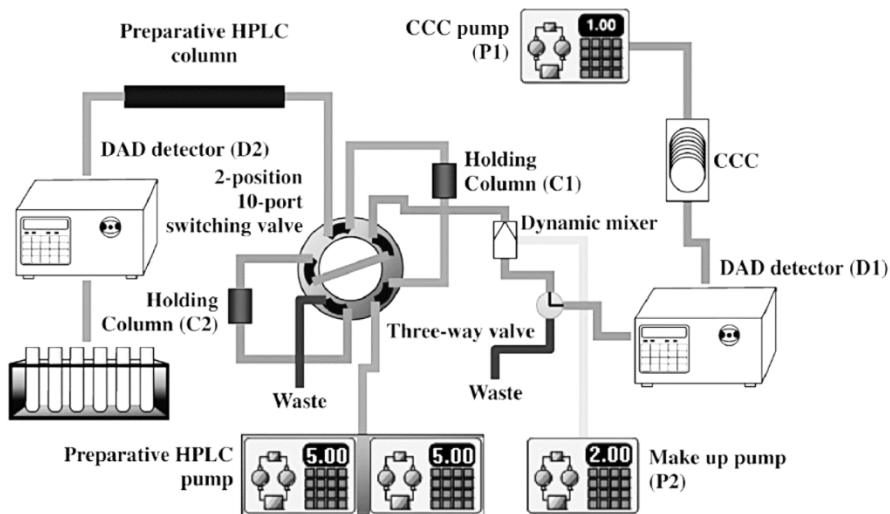 Preparative HPLC
column
CCC pump
(P1)
1.00
DAD detector (D2)
2-position
10-port
switching valve
Holding
Column (C1)
CCC
Dynamic mixer
DAD detector (D1)
Holding
Column (C2)
Three-way valve
Waste
Waste
Preparative HPLC
pump
5.00
5.00
2.00
Make up pump
(P2)